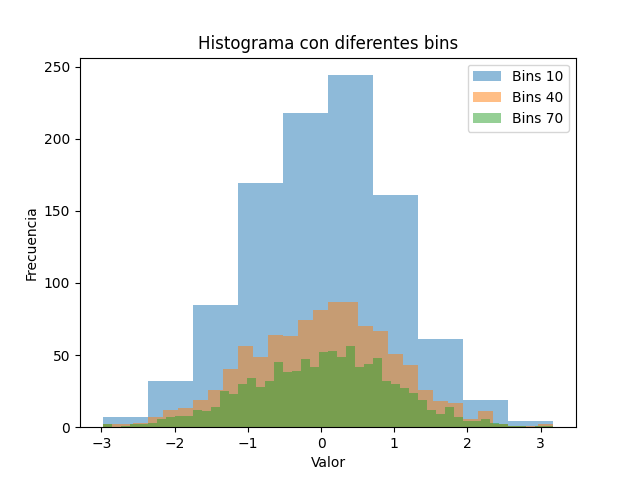 Histograma con diferentes bins
Bins 10
Bins 40
Bins 70
Frecuencia
250
200
150
100
50
0
−3
−2
−1
0
1
2
3
Valor